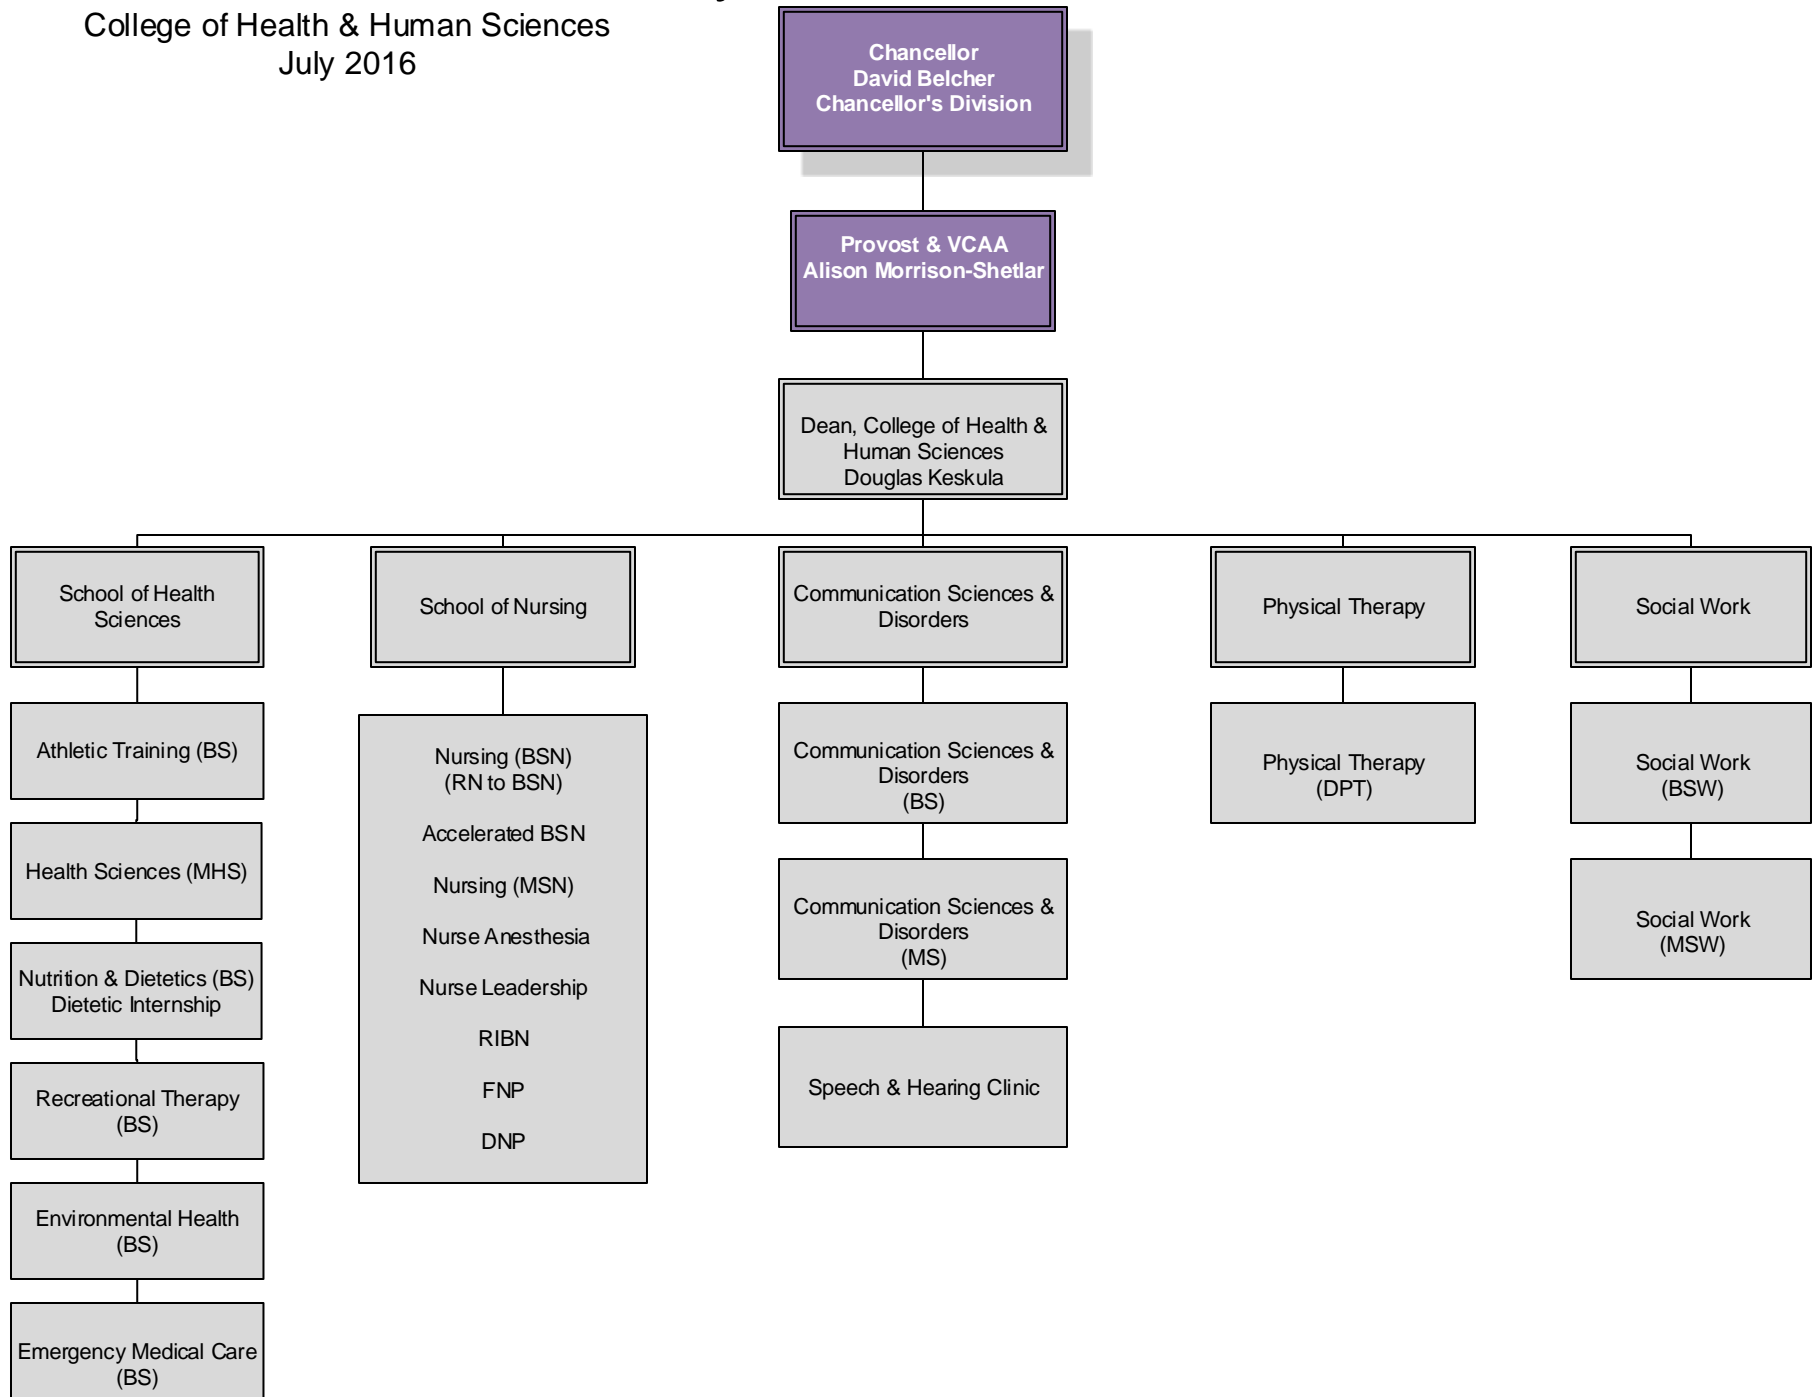 College of Health & Human Sciences
July 2016
Chancellor
David Belcher
Chancellor's Division
Provost & VCAA
Alison Morrison-Shetlar
Dean, College of Health &
Human Sciences
Douglas Keskula
School of Health
Sciences
School of Nursing
Communication Sciences &
Disorders
Physical Therapy
Social Work
Athletic Training (BS)
Health Sciences (MHS)
Nutrition & Dietetics (BS)
Dietetic Internship
Recreational Therapy
(BS)
Environmental Health
(BS)
Emergency Medical Care
(BS)
Nursing (BSN)
(RN to BSN)
Accelerated BSN
Nursing (MSN)
Nurse Anesthesia
Nurse Leadership
RIBN
FNP
DNP
Communication Sciences &
Disorders
(BS)
Communication Sciences &
Disorders
(MS)
Speech & Hearing Clinic
Physical Therapy
(DPT)
Social Work
(BSW)
Social Work
(MSW)